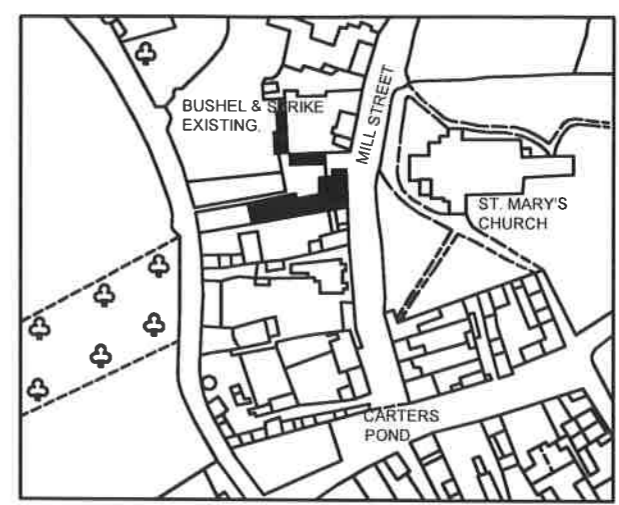 BUSHEL & STRIKE
EXISTING.
MILL STREET
ST. MARY'S
CHURCH
CARTERS
POND